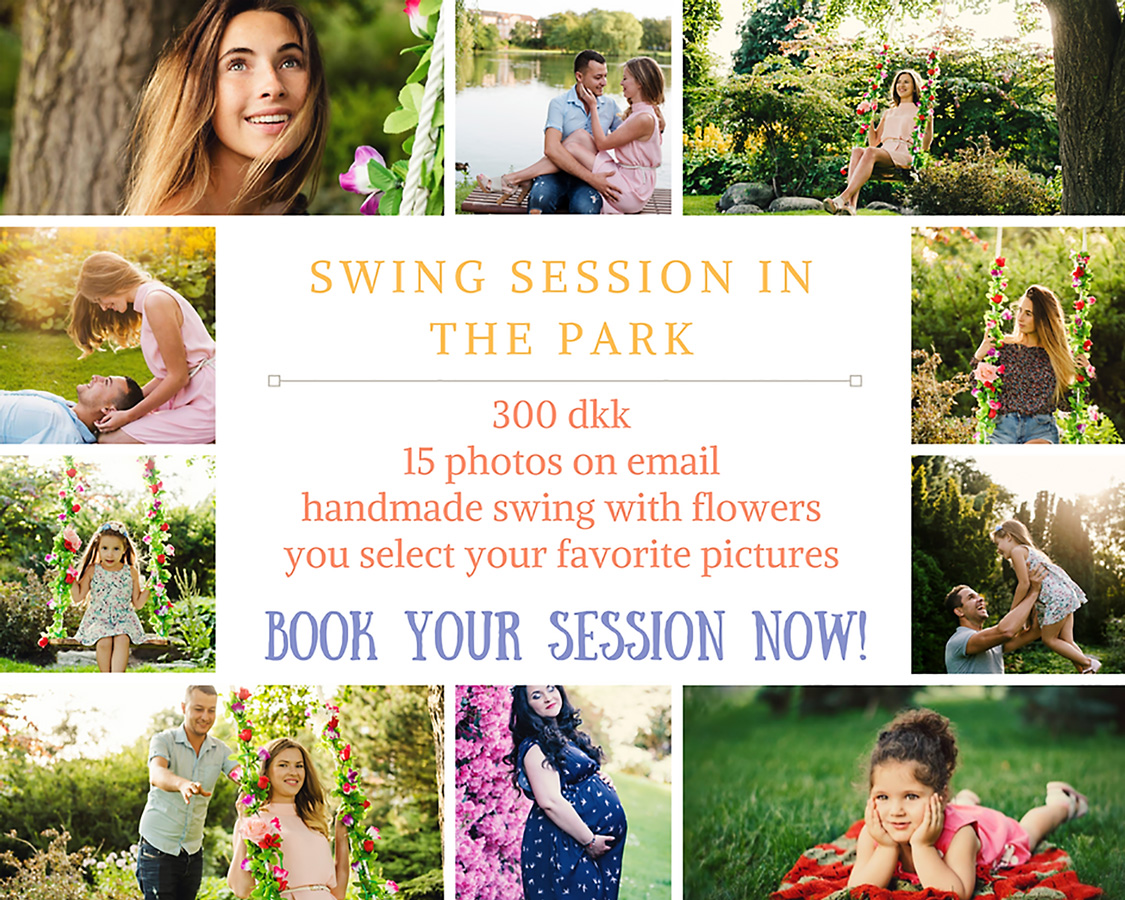 SWING SESSION IN
THE PARK
300 dkk
15 photos on email
handmade swing with flowers
you select your favorite pictures
BOOK YOUR SESSION NOW!